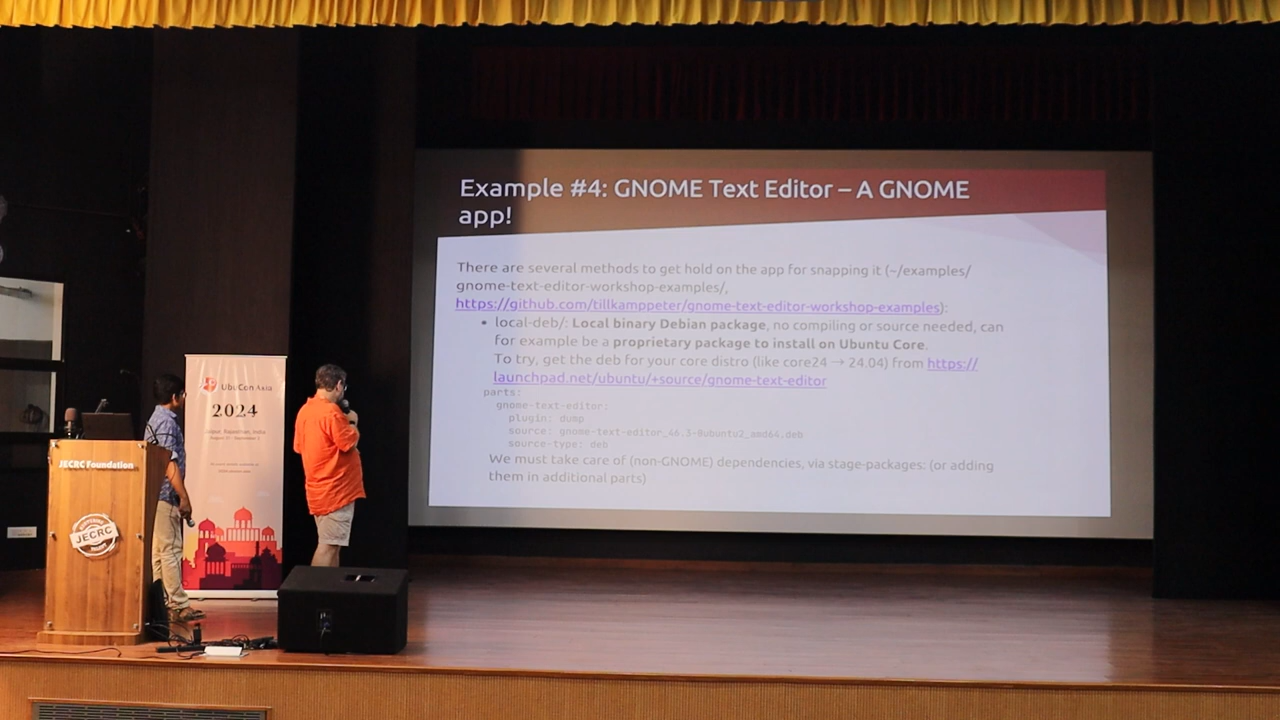 Example #4: GNOME Text Editor – A GNOME
app!
There are several methods to get hold on the app for snapping it (~/examples/
gnome-text-editor-workshop-examples/,
https://github.com/tillkamppeter/gnome-text-editor-workshop-examples):
• local-deb/: Local binary Debian package, no compiling or source needed, can
for example be a proprietary package to install on Ubuntu Core.
To try, get the deb for your core distro (like core24 → 24.04) from https://
launchpad.net/ubuntu/+source/gnome-text-editor
parts:
gnome-text-editor:
plugin: dump
source: gnome-text-editor_46.3-0ubuntu2_amd64.deb
source-type: deb
We must take care of (non-GNOME) dependencies, via stage-packages: (or adding
them in additional parts)
UbuCon Asia
2024
Jaipur, Rajasthan, India
JECRC Foundation
JECRC